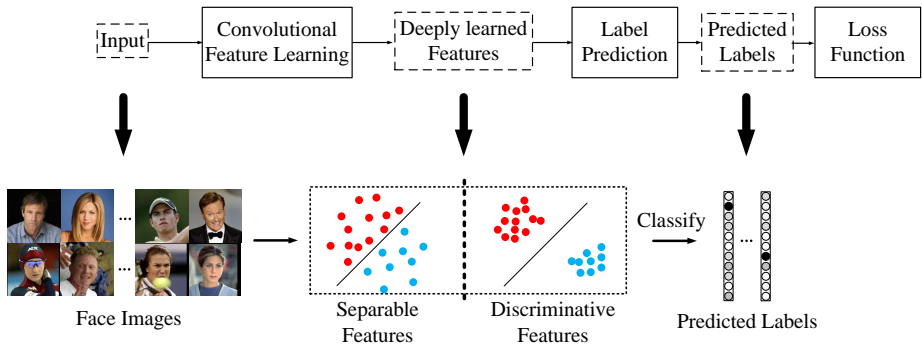 Input
Convolutional
Feature Learning
Deeply learned
Features
Label
Prediction
Predicted
Labels
Loss
Function
...
...
Face Images
Separable
Features
Discriminative
Features
Classify
...
Predicted Labels